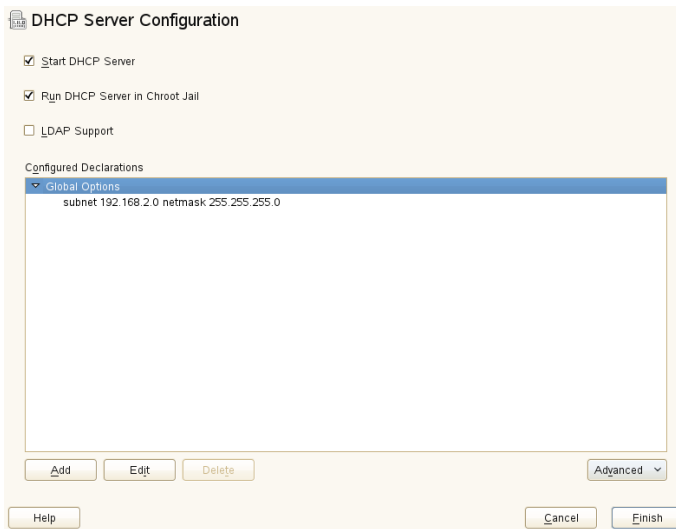 DHCP Server Configuration
Start DHCP Server
Run DHCP Server in Chroot Jail
LDAP Support
Configured Declarations
Global Options
subnet 192.168.2.0 netmask 255.255.255.0
Add Edit Delete Advanced
Help Cancel Finish